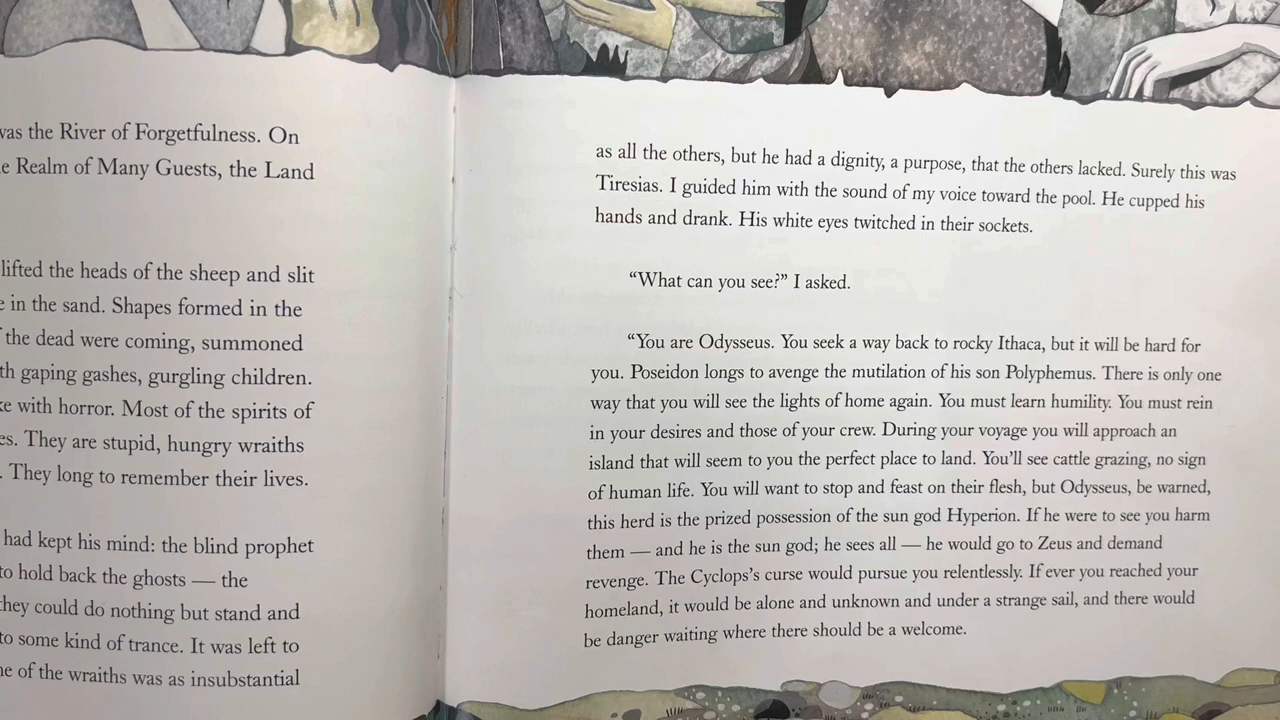 was the River of Forgetfulness. On
Realm of Many Guests, the Land
lifted the heads of the sheep and slit
in the sand. Shapes formed in the
the dead were coming, summoned
gaping gashes, gurgling children.
with horror. Most of the spirits of
They are stupid, hungry wraiths
They long to remember their lives.
had kept his mind: the blind prophet
to hold back the ghosts — the
they could do nothing but stand and
to some kind of trance. It was left to
of the wraiths was as insubstantial
as all the others, but he had a dignity, a purpose, that the others lacked. Surely this was
Tiresias. I guided him with the sound of my voice toward the pool. He cupped his
hands and drank. His white eyes twitched in their sockets.
“What can you see?” I asked.
“You are Odysseus. You seek a way back to rocky Ithaca, but it will be hard for
you. Poseidon longs to avenge the mutilation of his son Polyphemus. There is only one
way that you will see the lights of home again. You must learn humility. You must rein
in your desires and those of your crew. During your voyage you will approach an
island that will seem to you the perfect place to land. You’ll see cattle grazing, no sign
of human life. You will want to stop and feast on their flesh, but Odysseus, be warned,
this herd is the prized possession of the sun god Hyperion. If he were to see you harm
them — and he is the sun god; he sees all — he would go to Zeus and demand
revenge. The Cyclops’s curse would pursue you relentlessly. If ever you reached your
homeland, it would be alone and unknown and under a strange sail, and there would
be danger waiting where there should be a welcome.